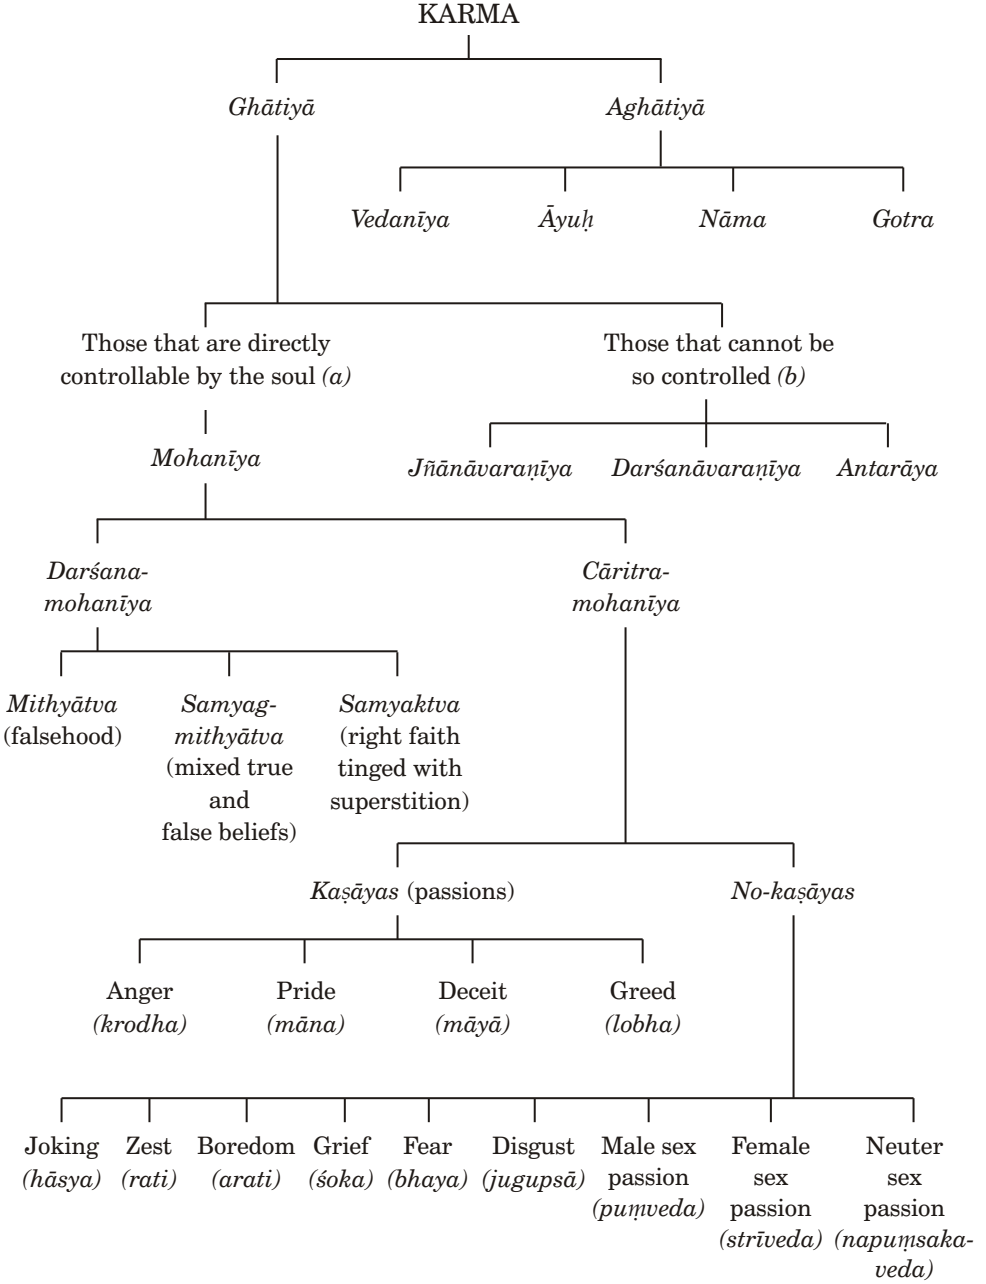 KARMA
Ghātiyā
Aghātiyā
Vedanīya
Āyuḥ
Nāma
Gotra
Those that are directly
controllable by the soul (a)
Those that cannot be
so controlled (b)
Mohanīya
Jñānāvaraṇīya
Darśanāvaraṇīya
Antarāya
Darśana-
mohanīya
Cāritra-
mohanīya
Mithyātva
(falsehood)
Samyag-
mithyātva
(mixed true
and
false beliefs)
Samyaktva
(right faith
tinged with
superstition)
Kaṣāyas (passions)
No-kaṣāyas
Anger
(krodha)
Pride
(māna)
Deceit
(māyā)
Greed
(lobha)
Joking
(hāsya)
Zest
(rati)
Boredom
(arati)
Grief
(śoka)
Fear
(bhaya)
Disgust
(jugupsā)
Male sex
passion
(puṃveda)
Female
sex
passion
(strīveda)
Neuter
sex
passion
(napuṃsaka-
veda)